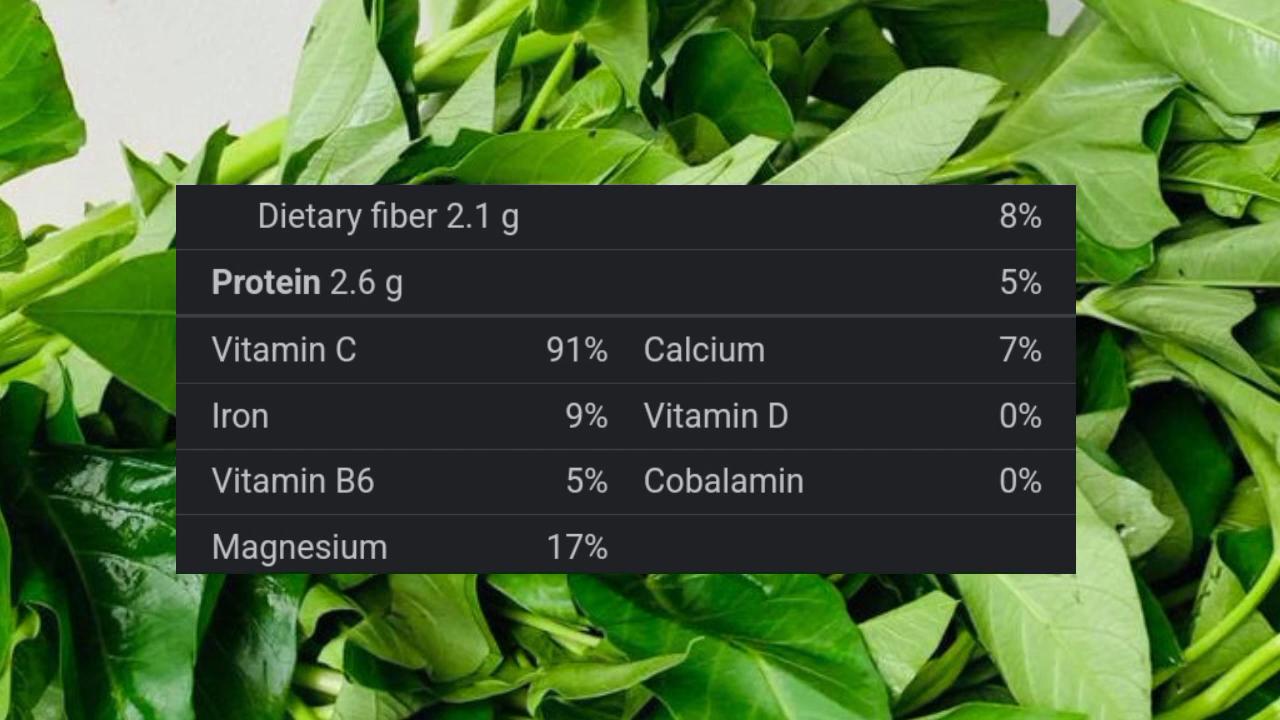 Dietary fiber 2.1 g 8%
Protein 2.6 g 5%
Vitamin C 91% Calcium 7%
Iron 9% Vitamin D 0%
Vitamin B6 5% Cobalamin 0%
Magnesium 17%